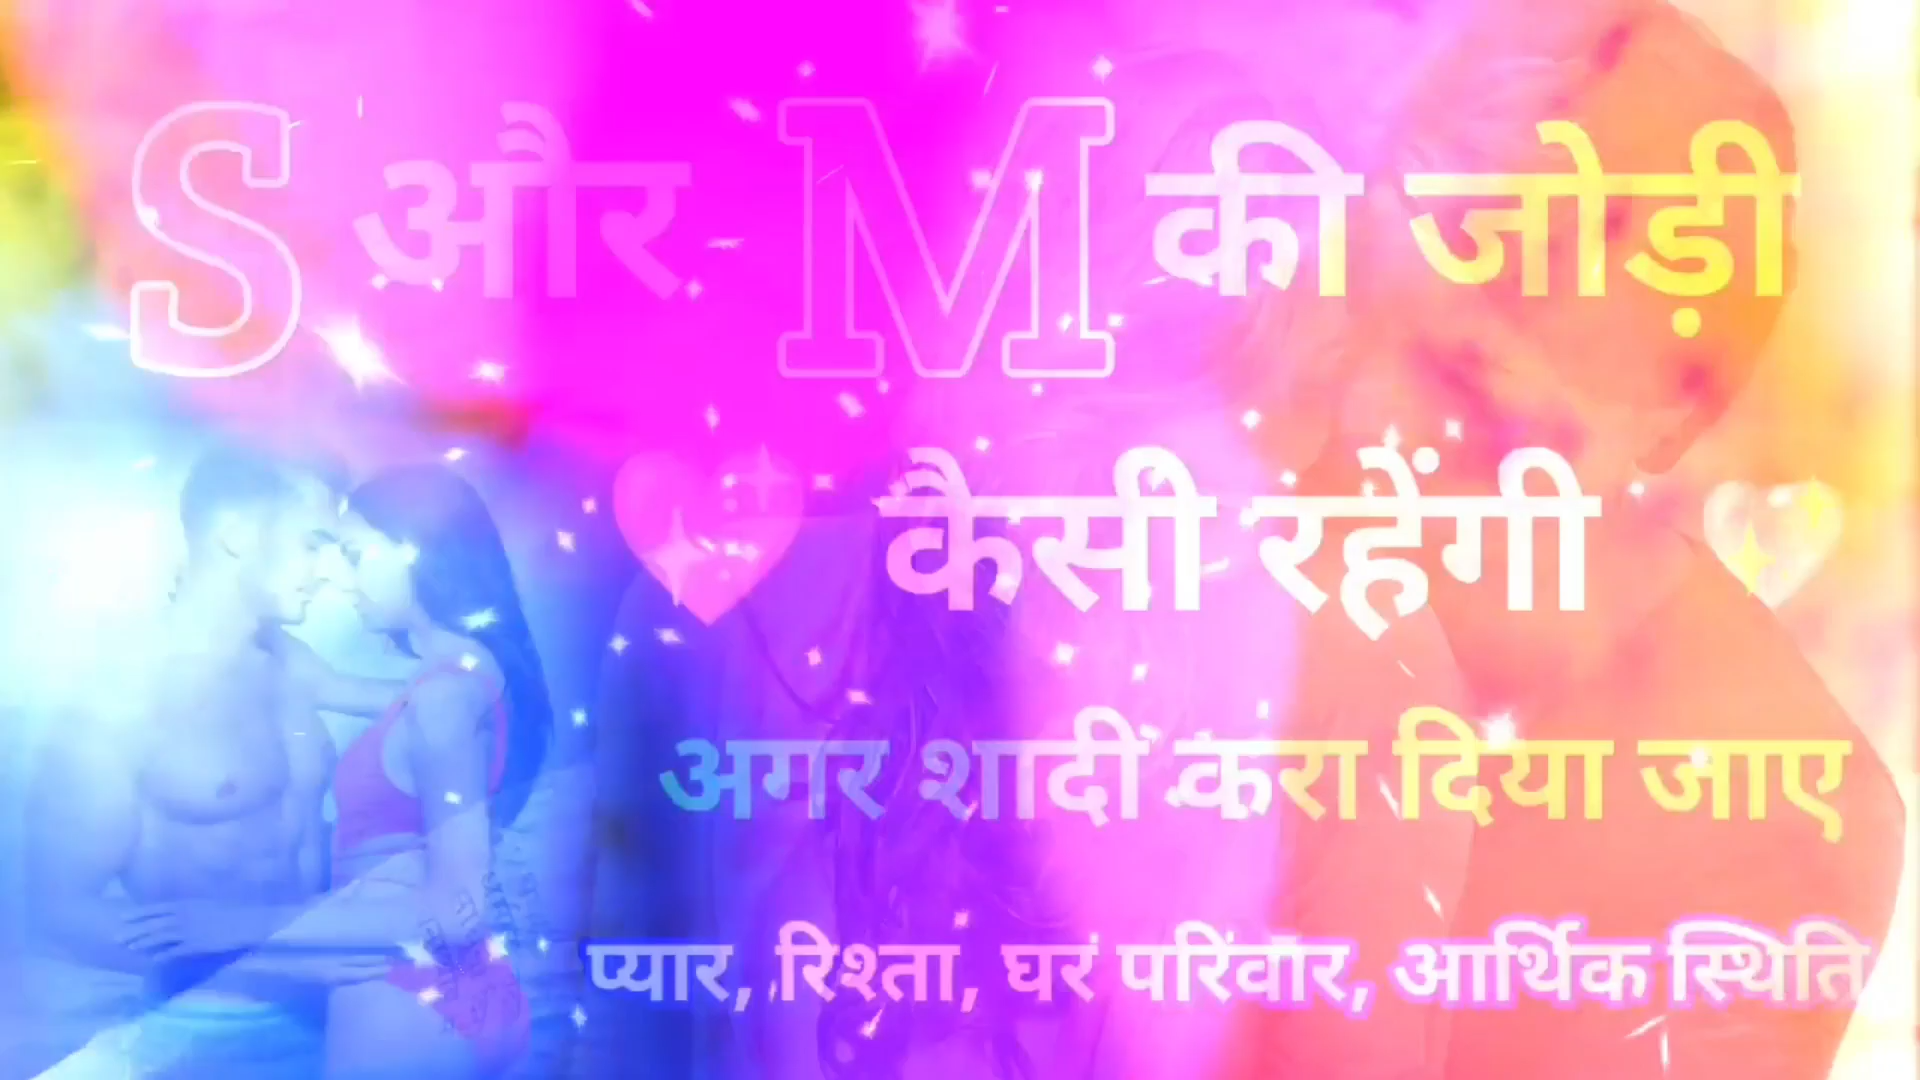 S और M की जोड़ी
कैसी रहेंगी
अगर शादी करा दिया जाए
प्यार, रिश्ता, घर परिवार, आर्थिक स्थिति